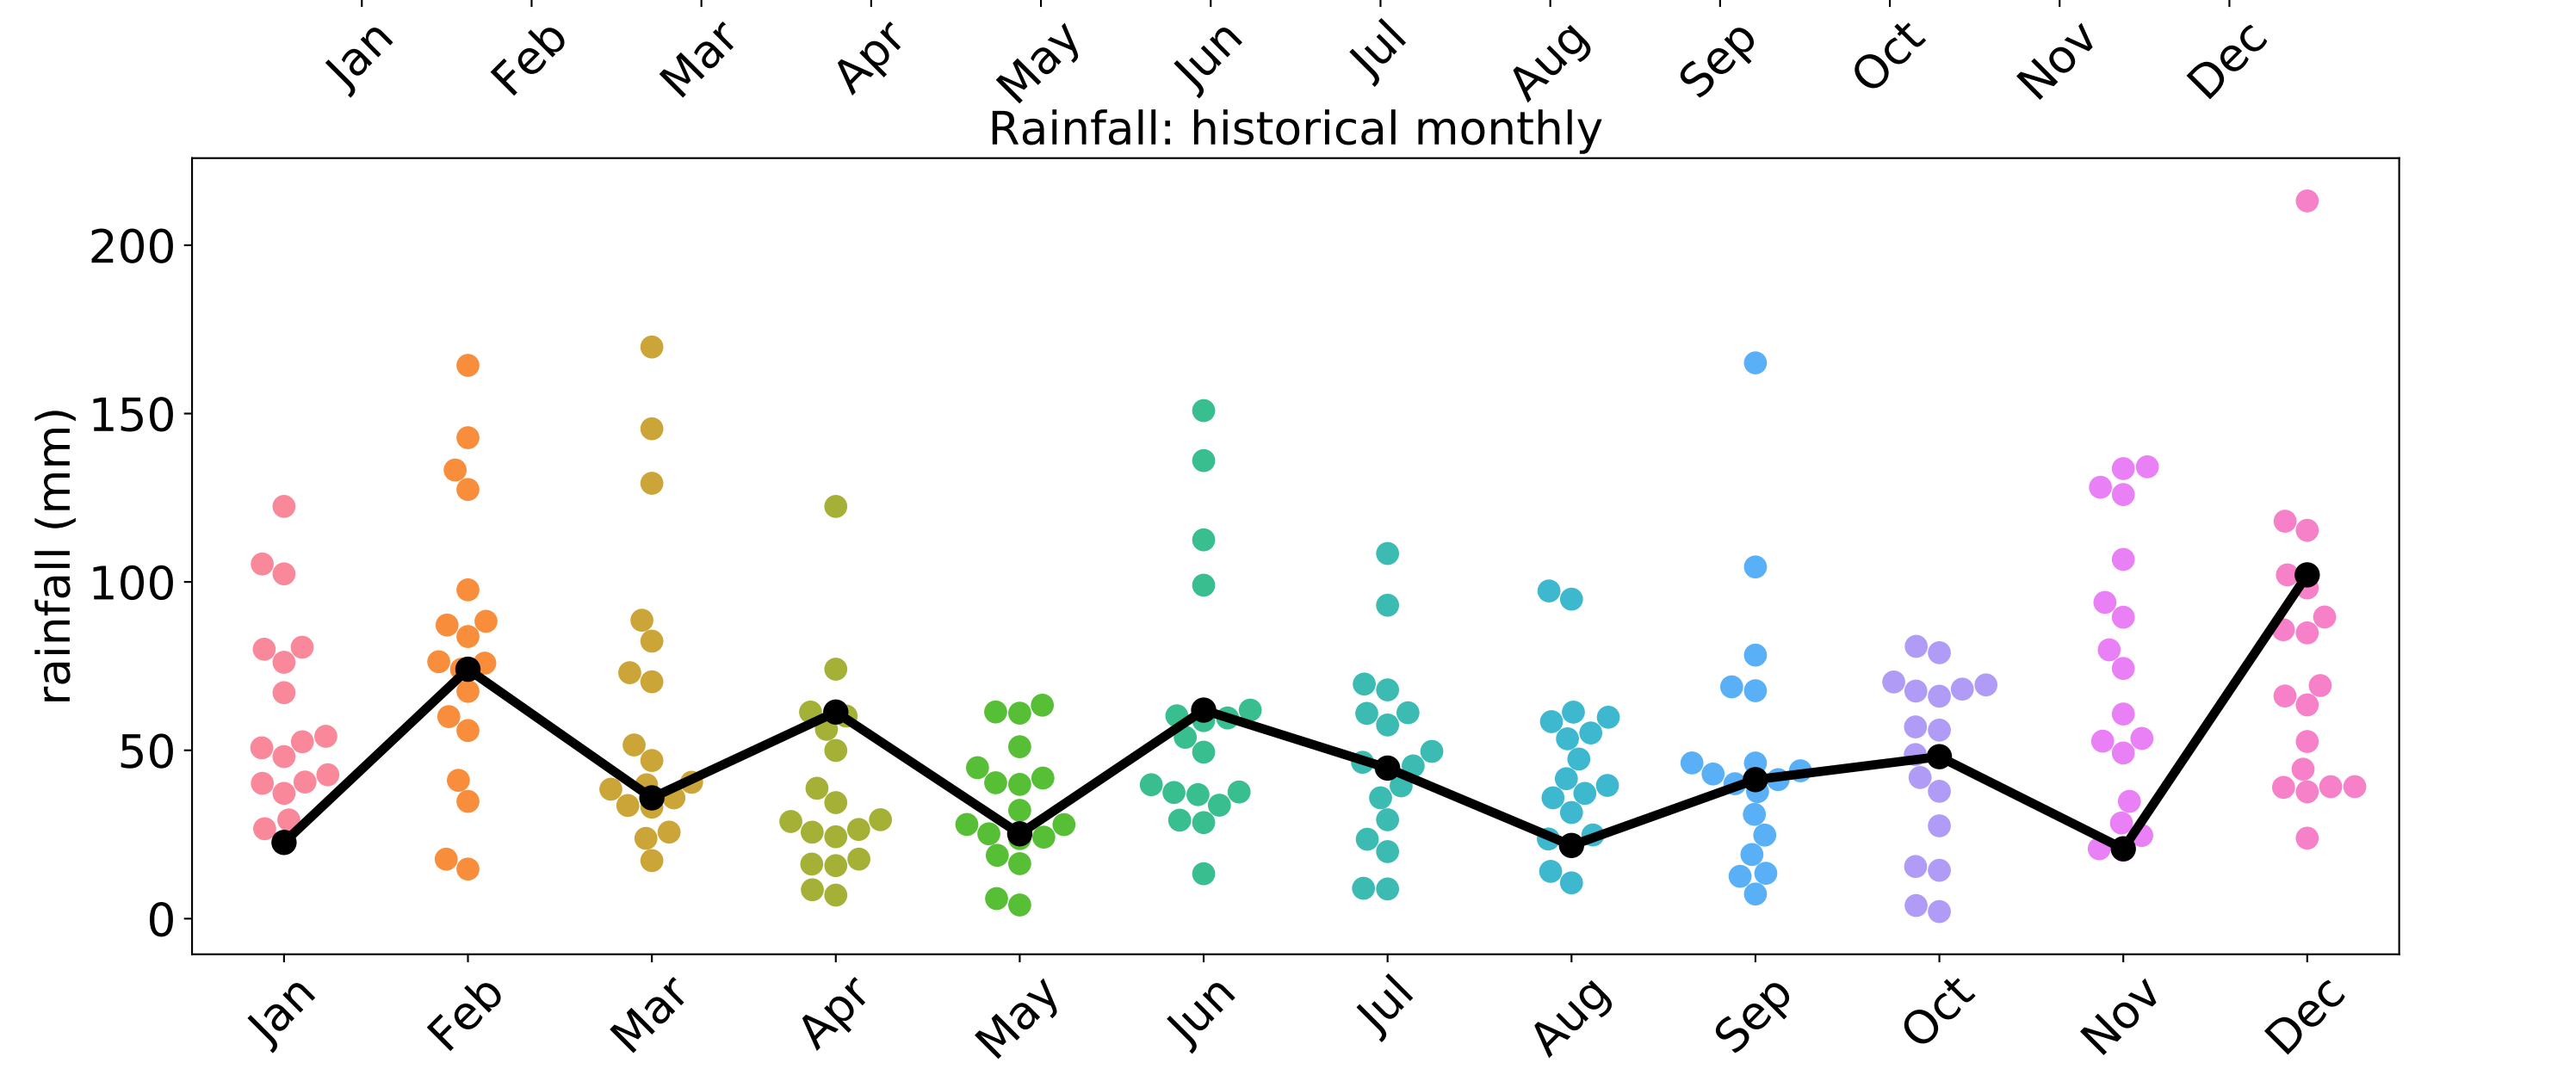 Jan Feb Mar Apr May Jun Jul Aug Sep Oct Nov Dec
Rainfall: historical monthly
rainfall (mm)
200
150
100
50
0
Jan Feb Mar Apr May Jun Jul Aug Sep Oct Nov Dec